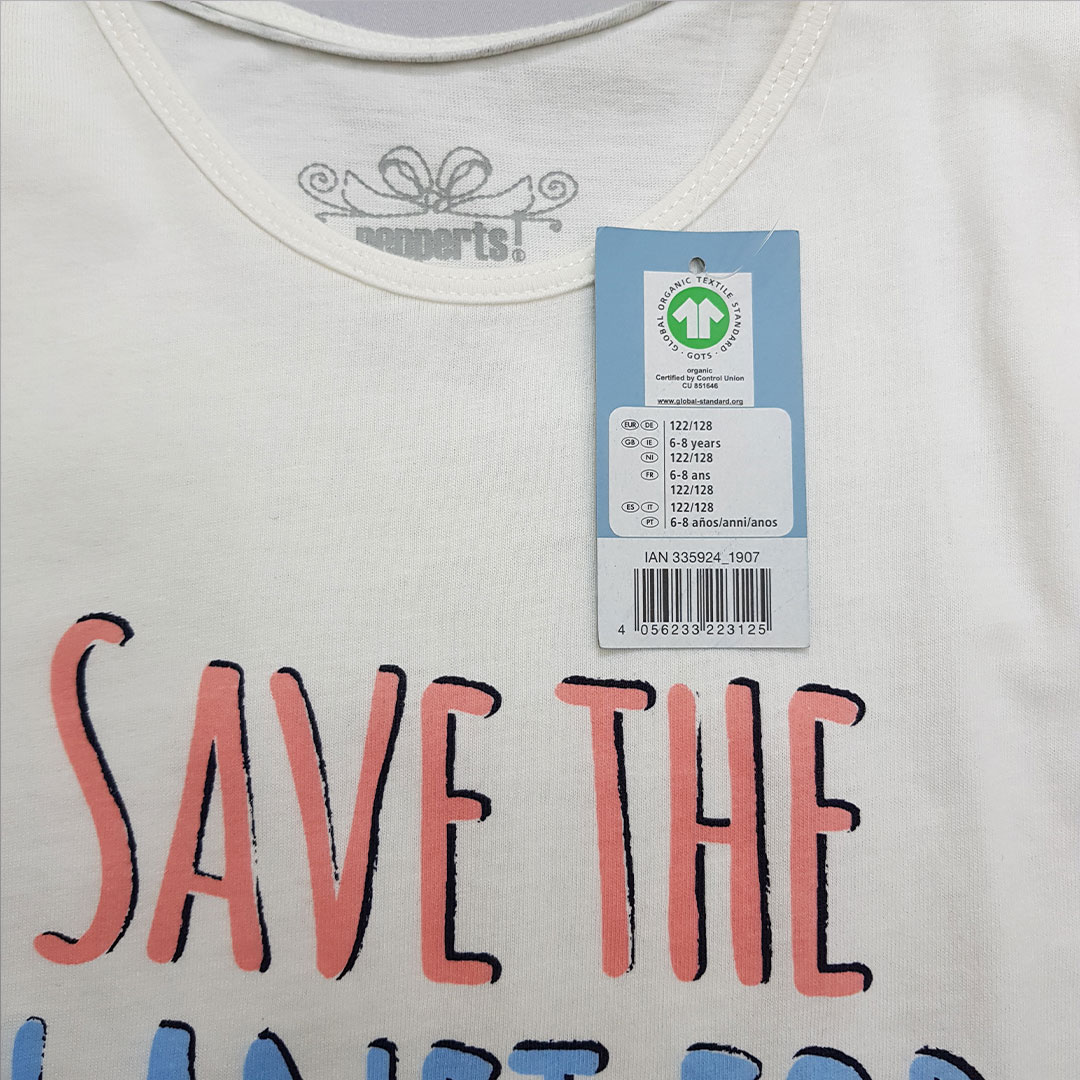 pepperts!®
GLOBAL ORGANIC TEXTILE STANDARD · GOTS ·
organic
Certified by Control Union
CU 851646
www.global-standard.org
EUR DE 122/128
GB IE 6-8 years
NI 122/128
FR 6-8 ans
122/128
ES IT 122/128
PT 6-8 años/anni/anos
IAN 335924_1907
4 056233 223125
SAVE THE
PLANET FOR